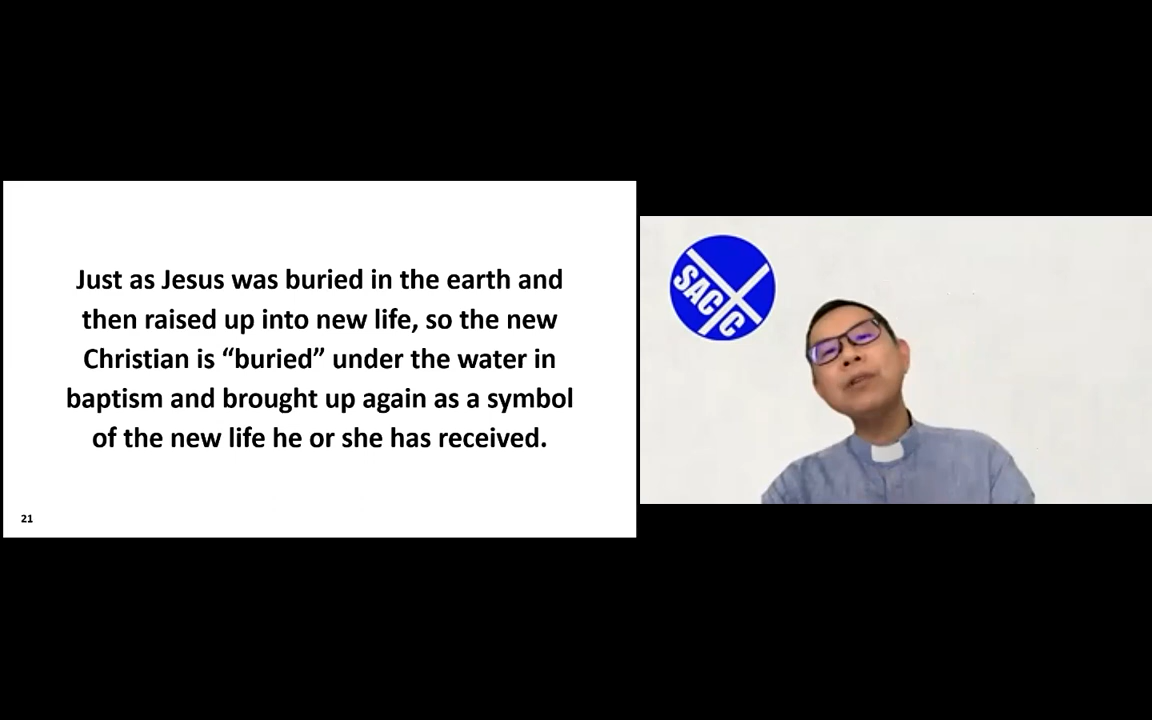 Just as Jesus was buried in the earth and
then raised up into new life, so the new
Christian is “buried” under the water in
baptism and brought up again as a symbol
of the new life he or she has received.
21
SAC
C